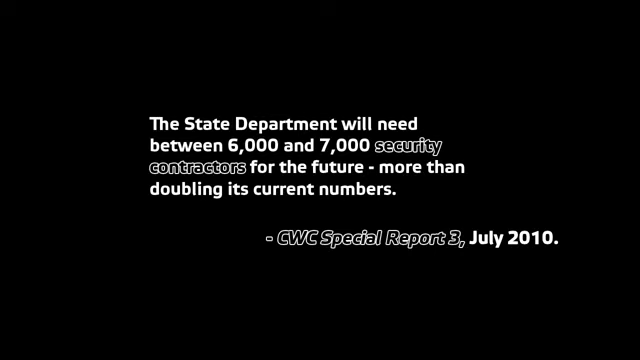 The State Department will need
between 6,000 and 7,000 security
contractors for the future - more than
doubling its current numbers.
- CWC Special Report 3, July 2010.